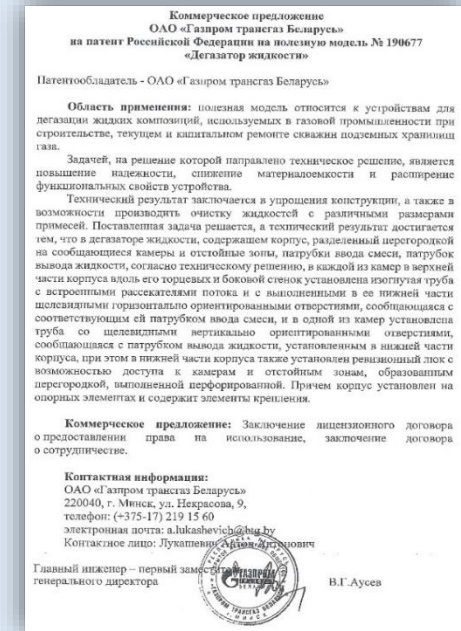 Коммерческое предложение
ОАО «Газпром трансгаз Беларусь»
на патент Российской Федерации на полезную модель № 190677
«Дегазатор жидкости»
Патентообладатель - ОАО «Газпром трансгаз Беларусь»
Область применения: полезная модель относится к устройствам для
дегазации жидких композиций, используемых в газовой промышленности при
строительстве, текущем и капитальном ремонте скважин подземных хранилищ
газа.
Задачей, на решение которой направлено техническое решение, является
повышение надежности, снижение материалоемкости и расширение
функциональных свойств устройства.
Технический результат заключается в упрощения конструкции, а также в
возможности производить очистку жидкостей с различными размерами
примесей. Поставленная задача решается, а технический результат достигается
тем, что в дегазаторе жидкости, содержащем корпус, разделенный перегородкой
на сообщающиеся камеры и отстойные зоны, патрубки ввода смеси, патрубок
вывода жидкости, согласно техническому решению, в каждой из камер в верхней
части корпуса вдоль его торцевых и боковой стенок установлена изогнутая труба
с встроенными рассекателями потока и с выполненными в ее нижней части
щелевидными горизонтально ориентированными отверстиями, сообщающаяся с
соответствующим ей патрубком ввода смеси, и в одной из камер установлена
труба со щелевидными вертикально ориентированными отверстиями,
сообщающаяся с патрубком вывода жидкости, установленным в нижней части
корпуса, при этом в нижней части корпуса также установлен ревизионный люк с
возможностью доступа к камерам и отстойным зонам, образованным
перегородкой, выполненной перфорированной. Причем корпус установлен на
опорных элементах и содержит элементы крепления.
Коммерческое предложение: Заключение лицензионного договора
о предоставлении права на использование, заключение договора
о сотрудничестве.
Контактная информация:
ОАО «Газпром трансгаз Беларусь»
220040, г. Минск, ул. Некрасова, 9,
телефон: (+375-17) 219 15 60
электронная почта: a.lukashevich@btg.by
Контактное лицо: Лукашевич Антон Антонович
Главный инженер – первый заместитель
генерального директора В.Г.Аусев
ГАЗПРОМ